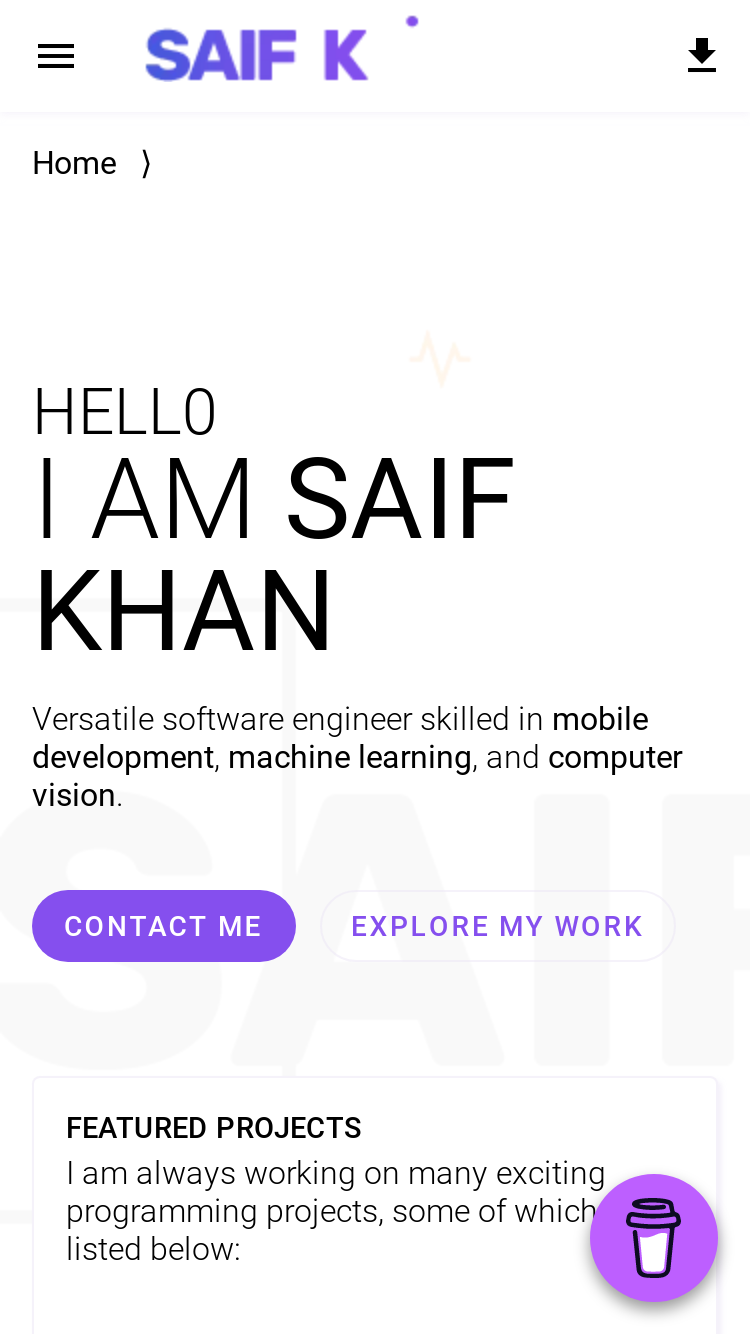 SAIF K
Home ⟩
HELLO
I AM SAIF
KHAN
Versatile software engineer skilled in mobile
development, machine learning, and computer
vision.
SAIF
CONTACT ME
EXPLORE MY WORK
FEATURED PROJECTS
I am always working on many exciting
programming projects, some of which
listed below: